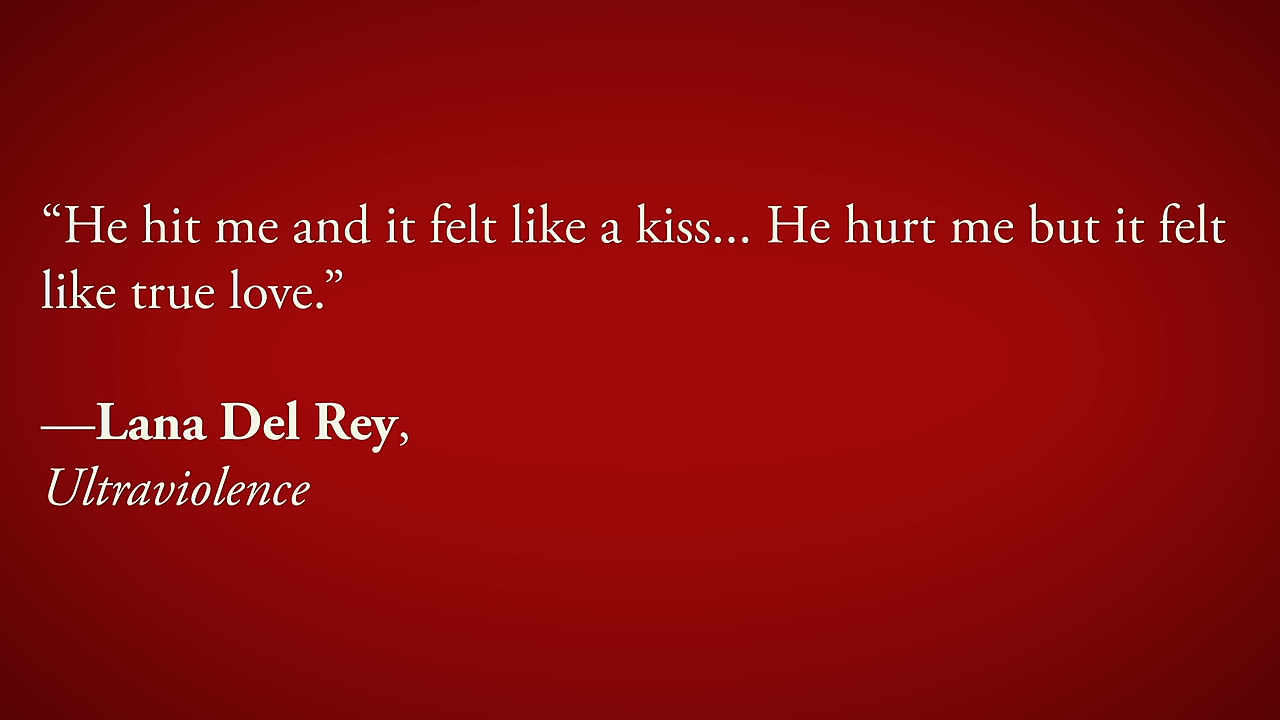 “He hit me and it felt like a kiss... He hurt me but it felt
like true love.”
—Lana Del Rey,
Ultraviolence